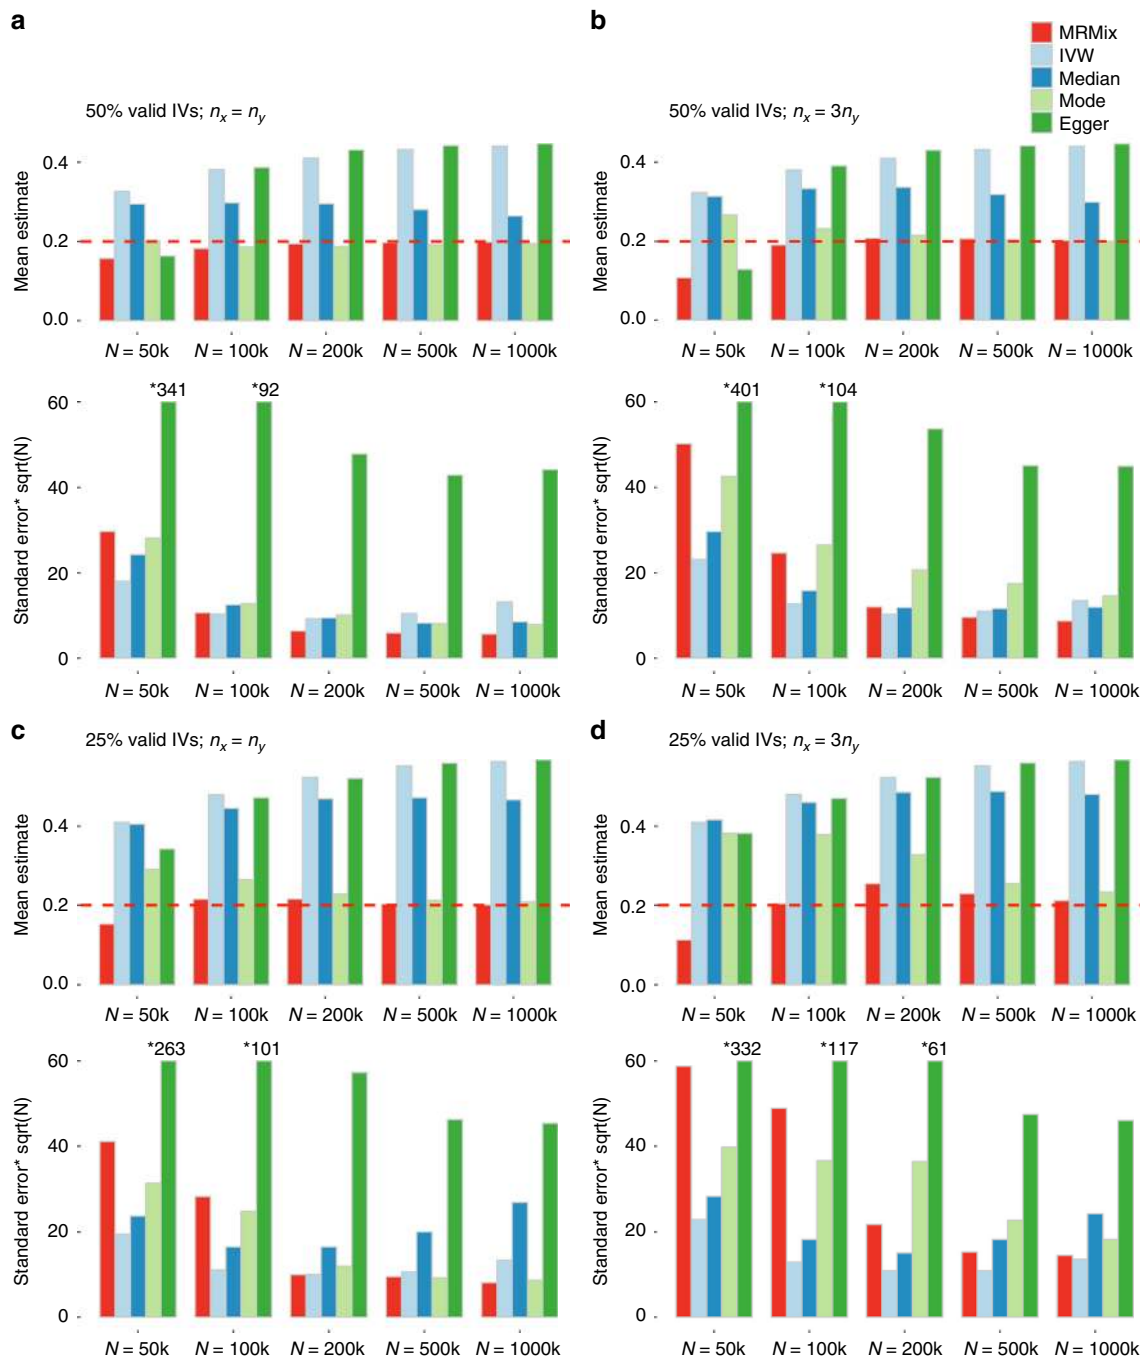 a
b
MRMix
IVW
Median
Mode
Egger
50% valid IVs; nₓ = nᵧ
50% valid IVs; nₓ = 3nᵧ
Mean estimate
0.4
0.2
0.0
N = 50k
N = 100k
N = 200k
N = 500k
N = 1000k
Mean estimate
0.4
0.2
0.0
N = 50k
N = 100k
N = 200k
N = 500k
N = 1000k
Standard error* sqrt(N)
60
40
20
0
*341
*92
N = 50k
N = 100k
N = 200k
N = 500k
N = 1000k
Standard error* sqrt(N)
60
40
20
0
*401
*104
N = 50k
N = 100k
N = 200k
N = 500k
N = 1000k
c
d
25% valid IVs; nₓ = nᵧ
25% valid IVs; nₓ = 3nᵧ
Mean estimate
0.4
0.2
0.0
N = 50k
N = 100k
N = 200k
N = 500k
N = 1000k
Mean estimate
0.4
0.2
0.0
N = 50k
N = 100k
N = 200k
N = 500k
N = 1000k
Standard error* sqrt(N)
60
40
20
0
*263
*101
N = 50k
N = 100k
N = 200k
N = 500k
N = 1000k
Standard error* sqrt(N)
60
40
20
0
*332
*117
*61
N = 50k
N = 100k
N = 200k
N = 500k
N = 1000k